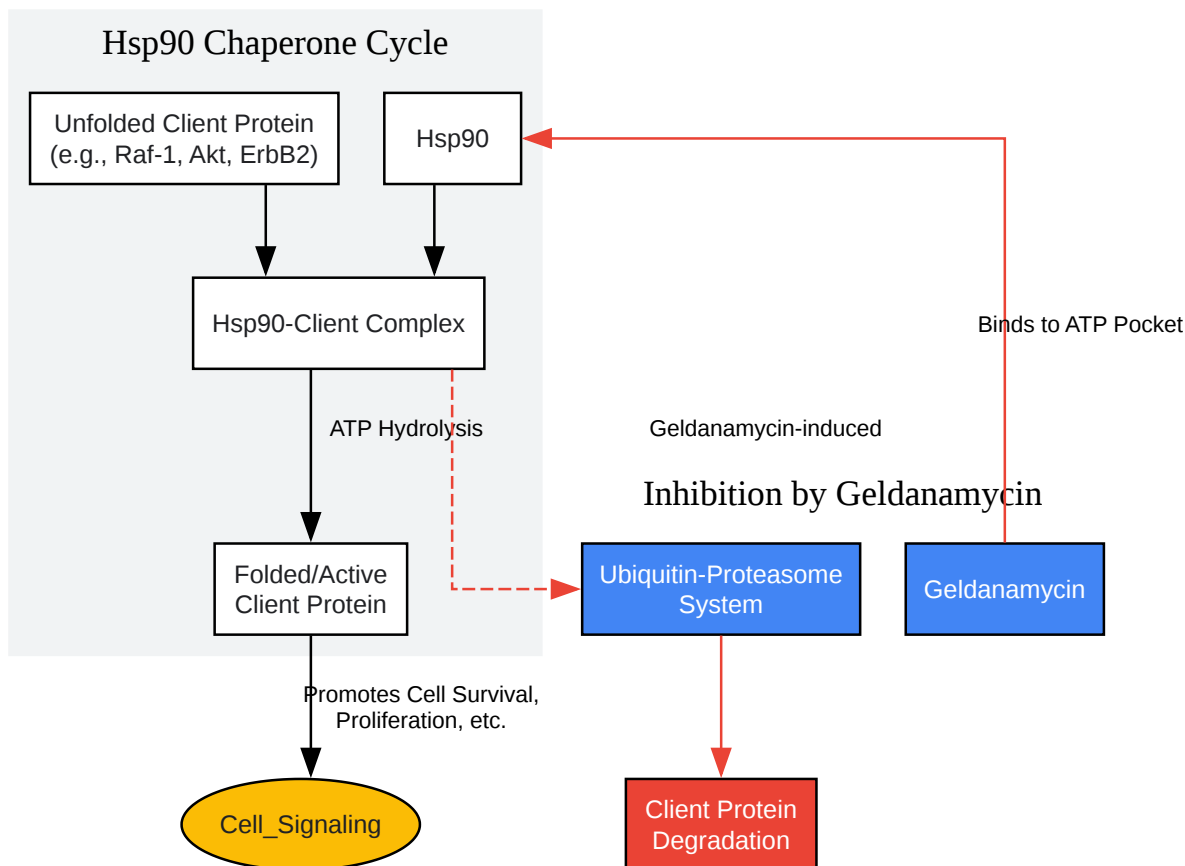 Hsp90 Chaperone Cycle
Unfolded Client Protein
(e.g., Raf-1, Akt, ErbB2)
Hsp90
Hsp90-Client Complex
Binds to ATP Pocket
ATP Hydrolysis
Geldanamycin-induced
Inhibition by Geldanamycin
Folded/Active
Client Protein
Ubiquitin-Proteasome
System
Geldanamycin
Promotes Cell Survival,
Proliferation, etc.
Cell_Signaling
Client Protein
Degradation